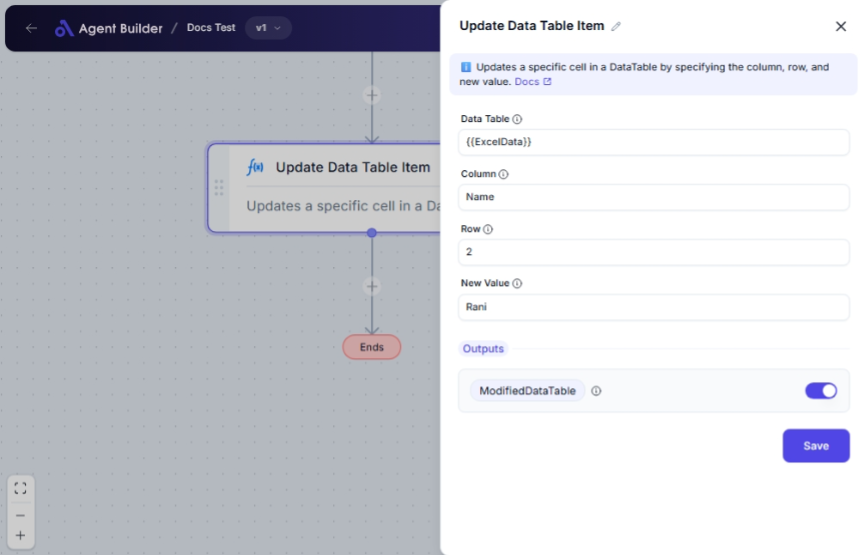 Agent Builder / Docs Test v1
Update Data Table Item
Updates a specific cell in a Da
Ends
Update Data Table Item
Updates a specific cell in a DataTable by specifying the column, row, and
new value. Docs
Data Table
{{ExcelData}}
Column
Name
Row
2
New Value
Rani
Outputs
ModifiedDataTable
Save